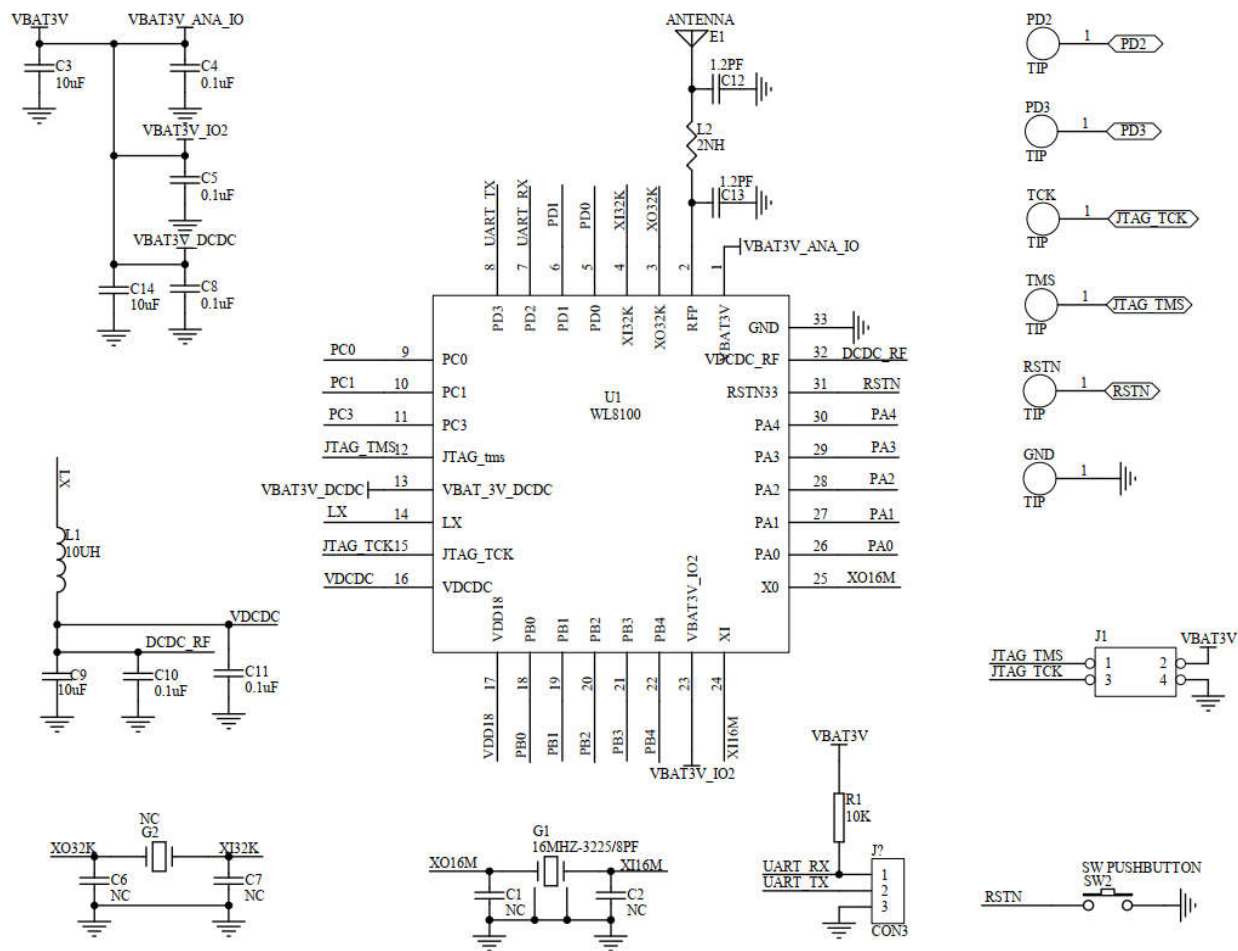 VBAT3V
VBAT3V_ANA_IO
C3
10uF
C4
0.1uF
VBAT3V_IO2
C5
0.1uF
VBAT3V_DCDC
C14
10uF
C8
0.1uF
ANTENNA
E1
1.2PF
C12
L2
2NH
1.2PF
C13
VBAT3V_ANA_IO
UART_TX
UART_RX
PD1
PD0
XI32K
XO32K
8
7
6
5
4
3
2
1
PD3
PD2
PD1
PD0
XI32K
XO32K
RFP
VBAT3V
U1
WL8100
PC0 9 PC0
PC1 10 PC1
PC3 11 PC3
JTAG_TMS 12 JTAG_tms
VBAT3V_DCDC 13 VBAT_3V_DCDC
LX 14 LX
JTAG_TCK 15 JTAG_TCK
VDCDC 16 VDCDC
GND 33
VDCDC_RF 32 DCDC_RF
RSTN33 31 RSTN
PA4 30 PA4
PA3 29 PA3
PA2 28 PA2
PA1 27 PA1
PA0 26 PA0
X0 25 XO16M
VDD18
PB0
PB1
PB2
PB3
PB4
VBAT3V_IO2
XI
17
18
19
20
21
22
23
24
VDD18
PB0
PB1
PB2
PB3
PB4
VBAT3V_IO2
XI16M
PD2
1
PD2
TIP
PD3
1
PD3
TIP
TCK
1
JTAG_TCK
TIP
TMS
1
JTAG_TMS
TIP
RSTN
1
RSTN
TIP
GND
1
TIP
LX
L1
10UH
VDCDC
DCDC_RF
C9
10uF
C10
0.1uF
C11
0.1uF
J1
VBAT3V
JTAG_TMS 1 2
JTAG_TCK 3 4
NC
G2
XO32K
XI32K
C6
NC
C7
NC
G1
16MHZ-3225/8PF
XO16M
XI16M
C1
NC
C2
NC
VBAT3V
R1
10K
J?
UART_RX 1
UART_TX 2
3
CON3
SW PUSHBUTTON
SW2
RSTN